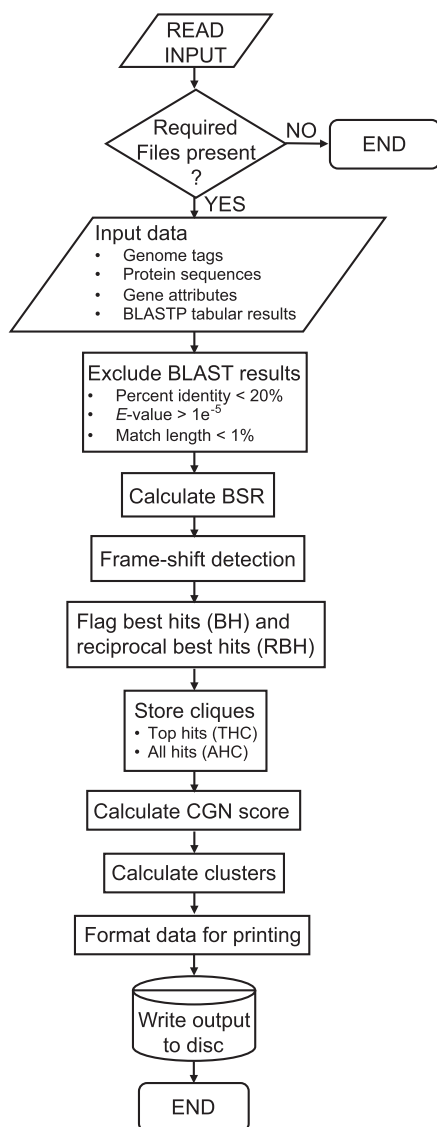 READ
INPUT
Required
Files present
?
NO
END
YES
Input data
• Genome tags
• Protein sequences
• Gene attributes
• BLASTP tabular results
Exclude BLAST results
• Percent identity < 20%
• E-value > 1e-5
• Match length < 1%
Calculate BSR
Frame-shift detection
Flag best hits (BH) and
reciprocal best hits (RBH)
Store cliques
• Top hits (THC)
• All hits (AHC)
Calculate CGN score
Calculate clusters
Format data for printing
Write output
to disc
END